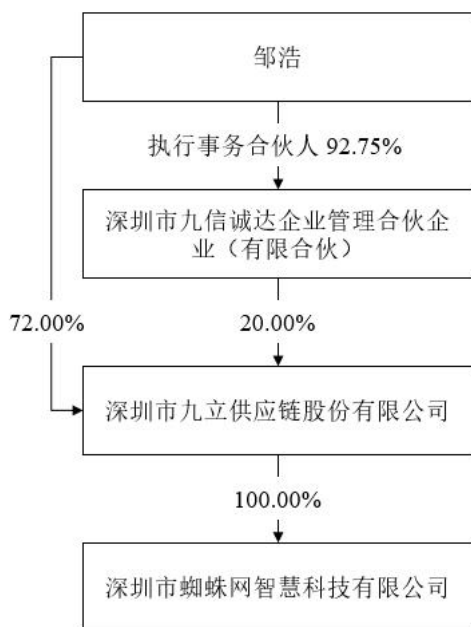 邹浩
执行事务合伙人 92.75%
深圳市九信诚达企业管理合伙企
业（有限合伙）
72.00%
20.00%
深圳市九立供应链股份有限公司
100.00%
深圳市蜘蛛网智慧科技有限公司